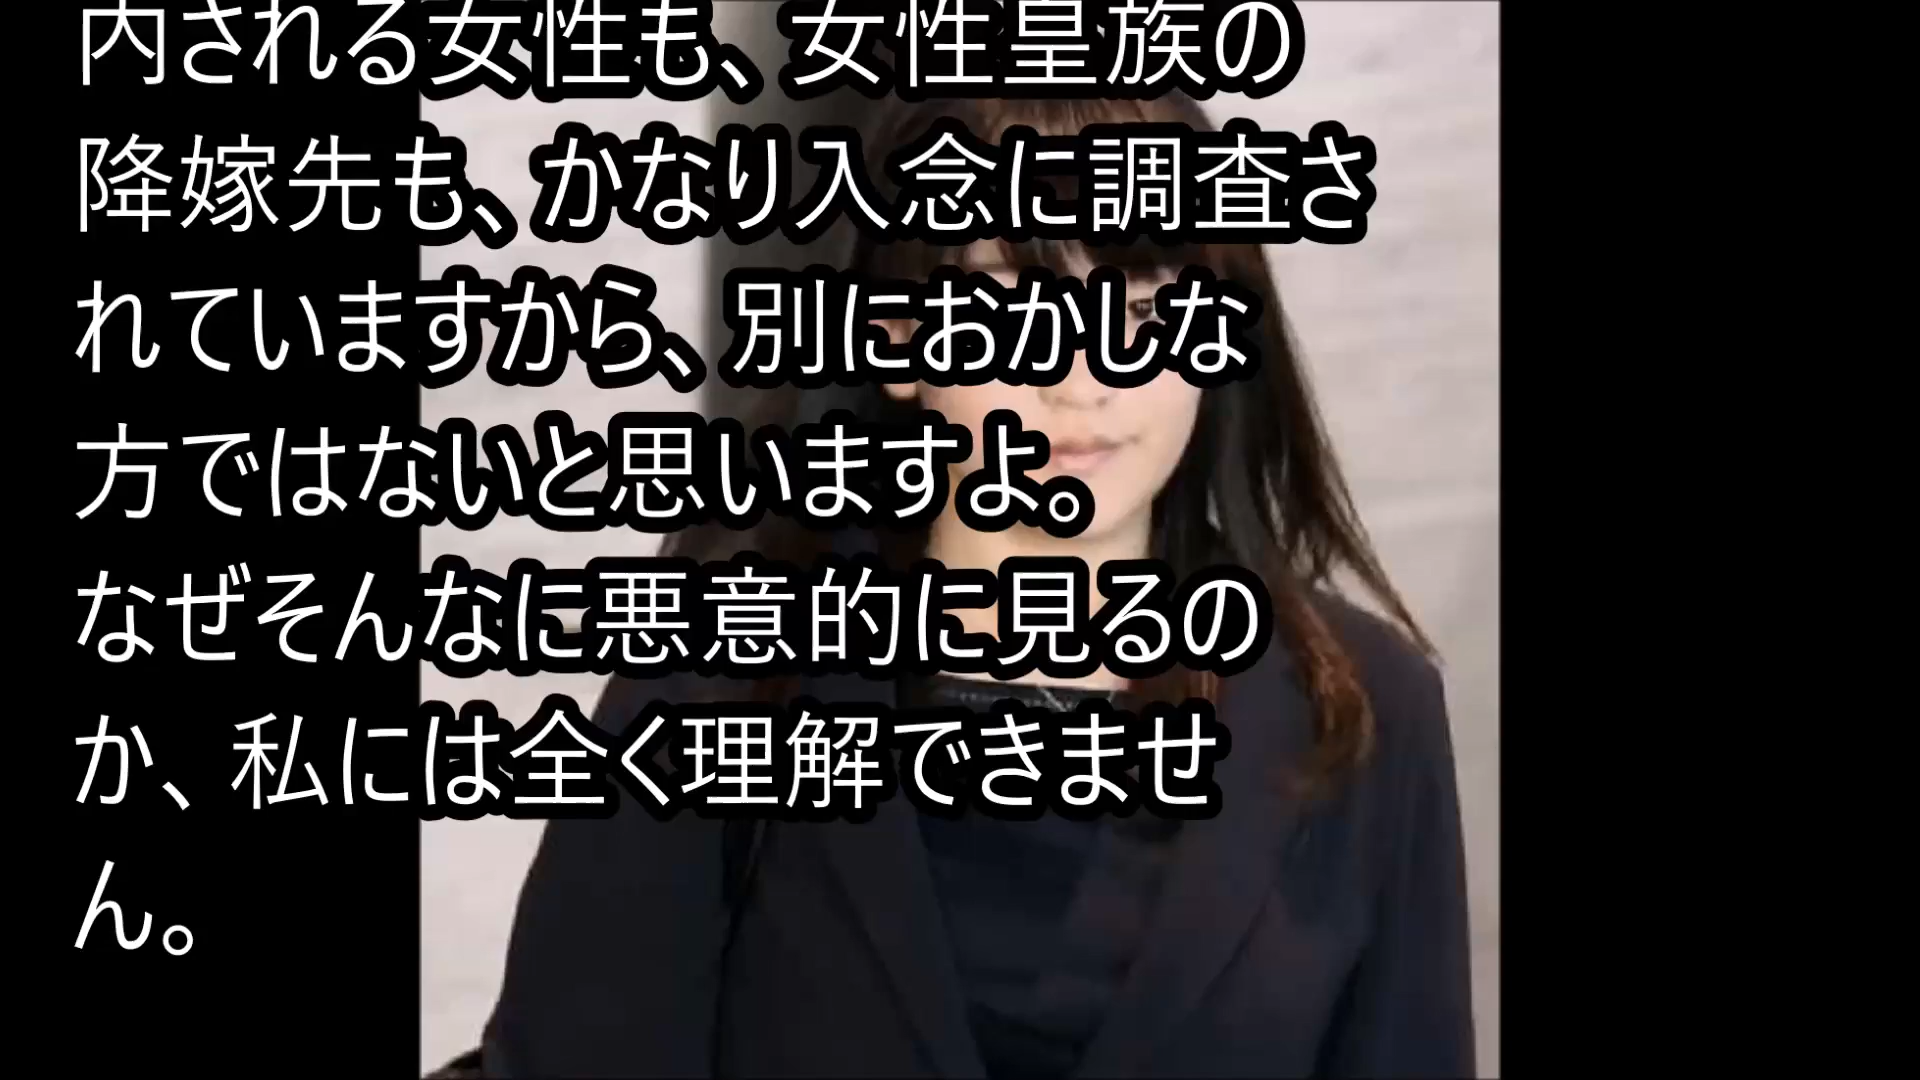 内される女性も、女性皇族の
降嫁先も、かなり入念に調査さ
れていますから、別におかしな
方ではないと思いますよ。
なぜそんなに悪意的に見るの
か、私には全く理解できませ
ん。